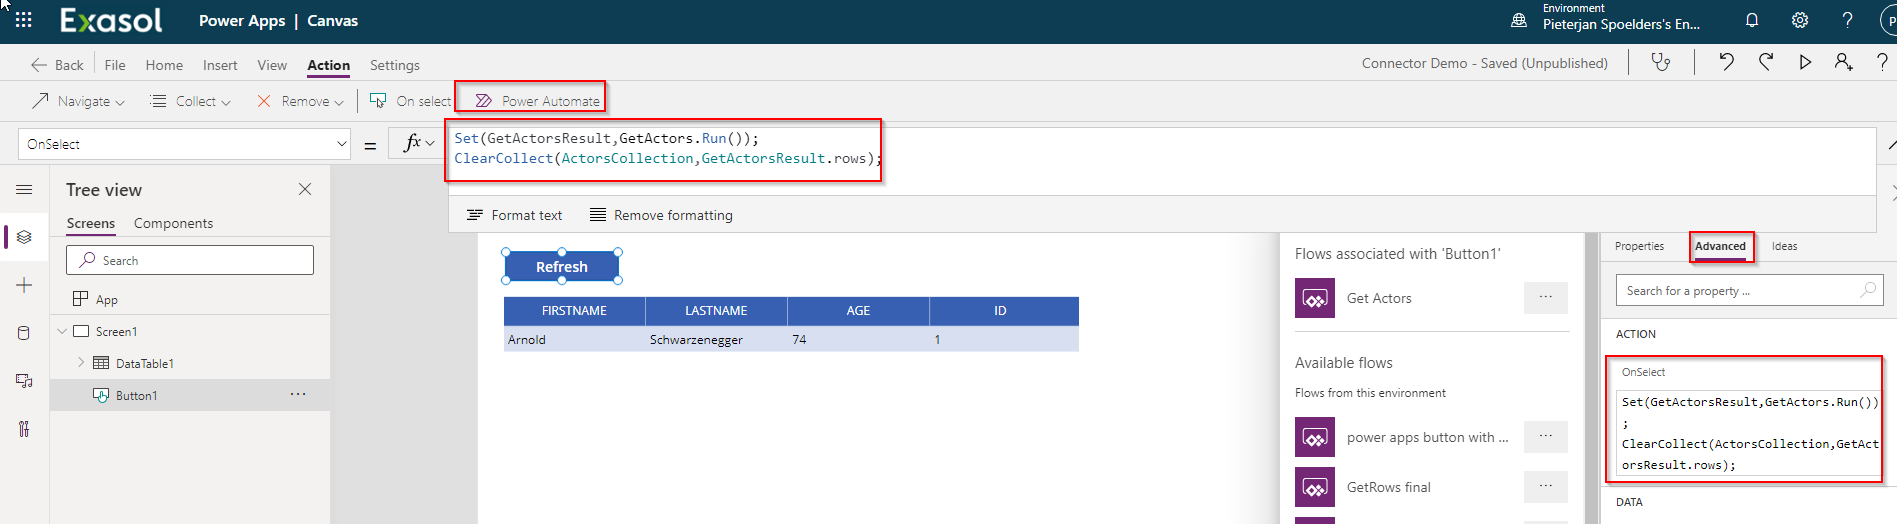 Exasol
Power Apps | Canvas
Environment
Pieterjan Spoelders's En...
?
P
Back
File
Home
Insert
View
Action
Settings
Connector Demo - Saved (Unpublished)
?
Navigate
Collect
Remove
On select
Power Automate
OnSelect
=
fx
Set(GetActorsResult,GetActors.Run());
ClearCollect(ActorsCollection,GetActorsResult.rows);
Format text
Remove formatting
Tree view
Screens
Components
Search
App
Screen1
DataTable1
Button1
...
Refresh
FIRSTNAME LASTNAME AGE ID
Arnold Schwarzenegger 74 1
Flows associated with 'Button1'
Get Actors
...
Available flows
Flows from this environment
power apps button with ...
...
GetRows final
...
Properties
Advanced
Ideas
Search for a property ...
ACTION
OnSelect
Set(GetActorsResult,GetActors.Run())
;
ClearCollect(ActorsCollection,GetAct
orsResult.rows);
DATA